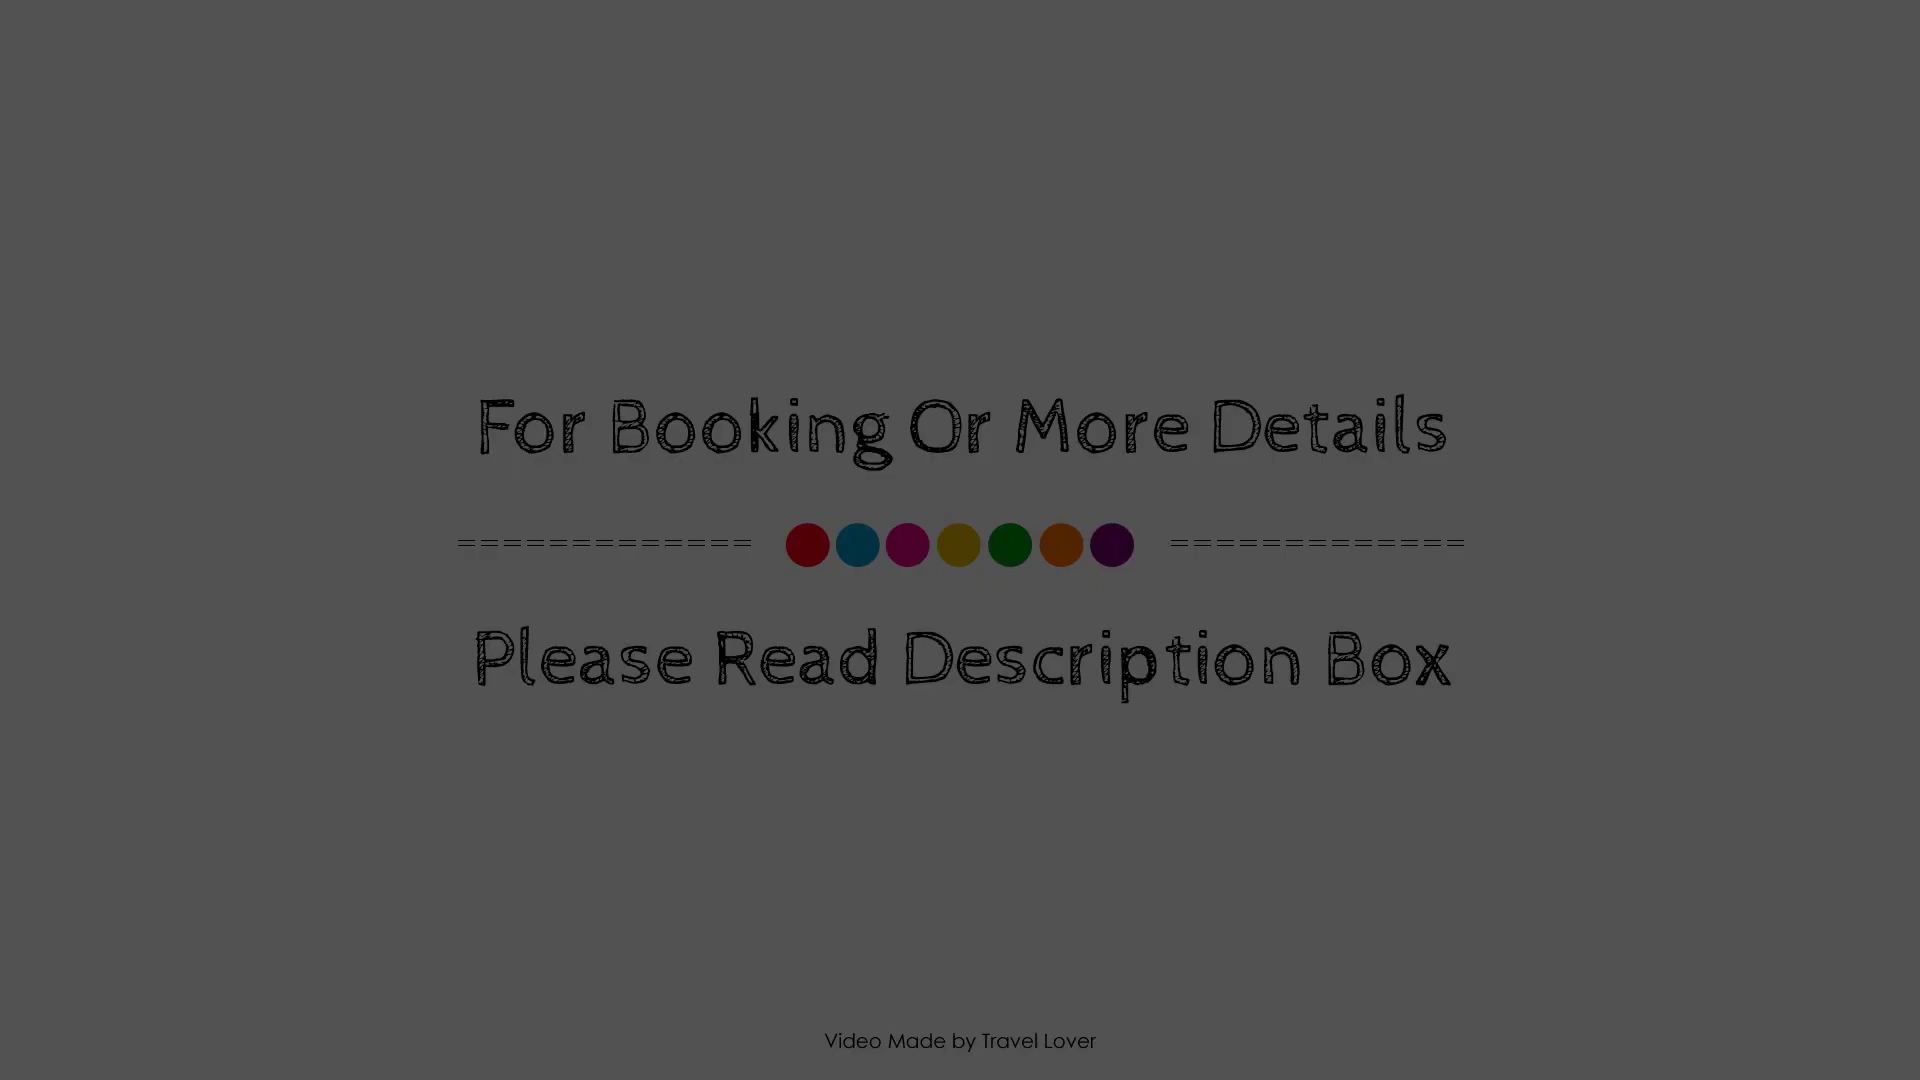 For Booking Or More Details
============= =============
Please Read Description Box
Video Made by Travel Lover